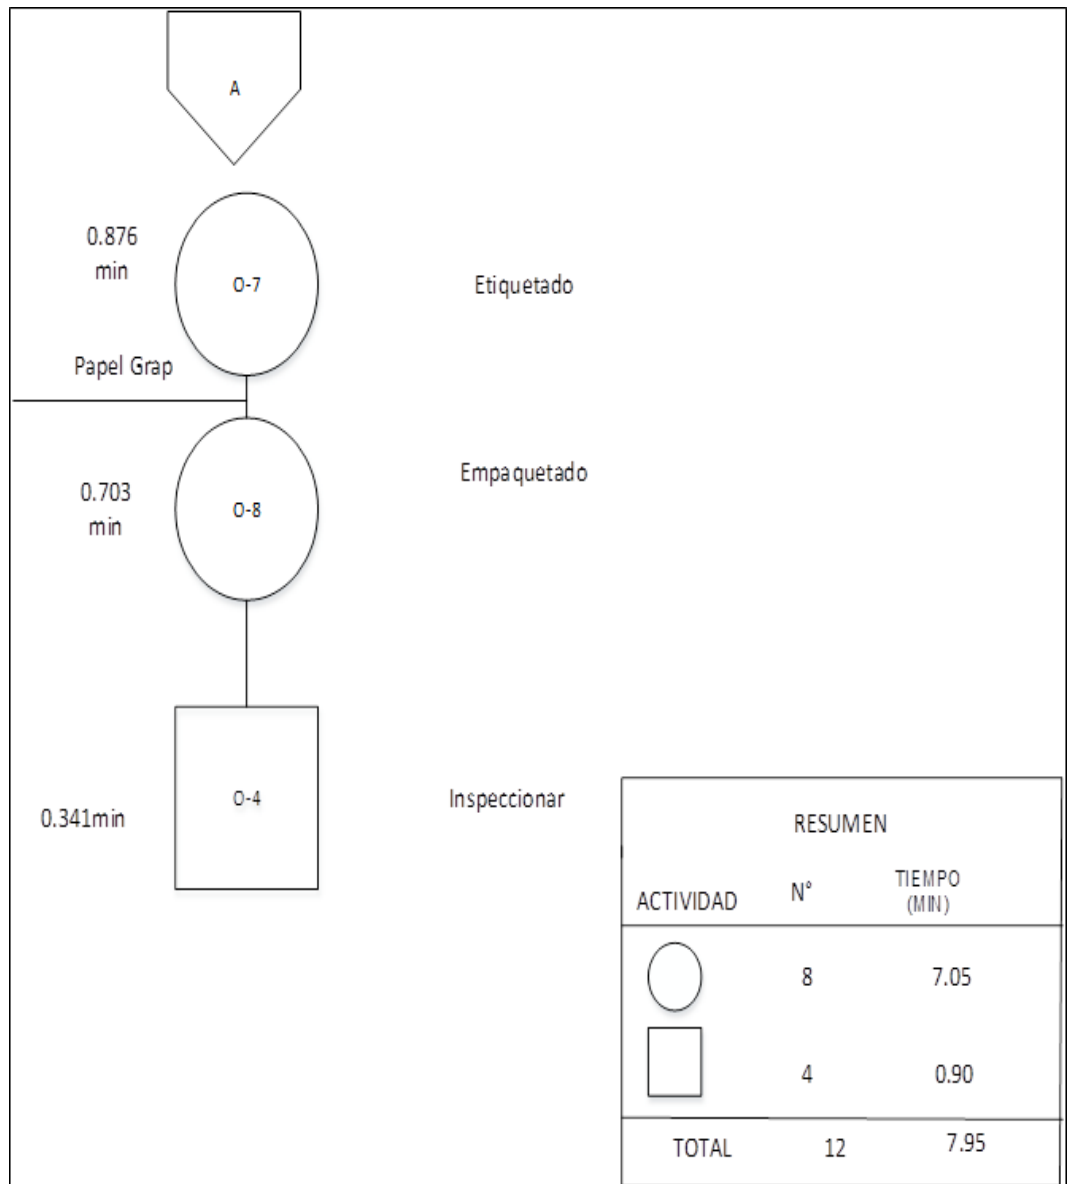 A
0.876
min
O-7
Etiquetado
Papel Grap
0.703
min
O-8
Empaquetado
0.341min
O-4
Inspeccionar
RESUMEN
ACTIVIDAD N° TIEMPO
(MIN)
8 7.05
4 0.90
TOTAL 12 7.95